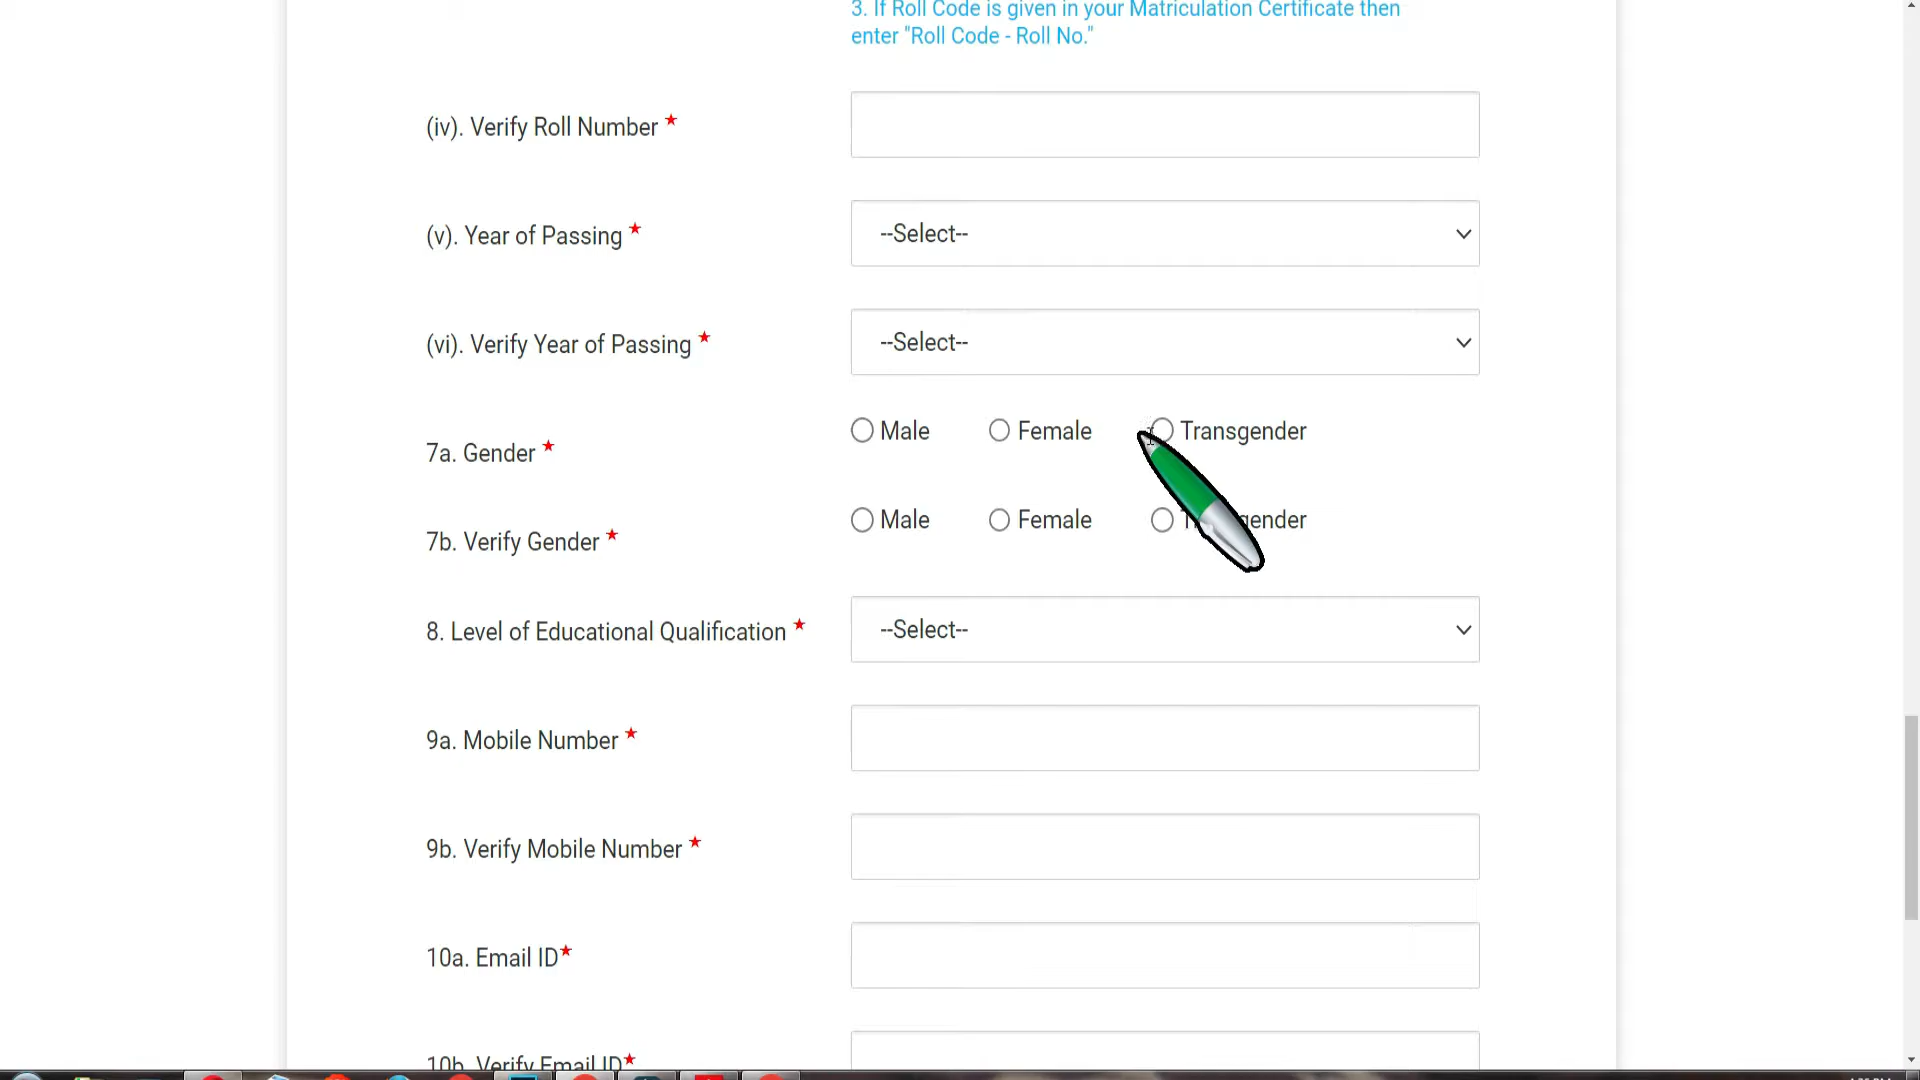 3. If Roll Code is given in your Matriculation Certificate then
enter "Roll Code - Roll No."
(iv). Verify Roll Number *
(v). Year of Passing *
--Select--
(vi). Verify Year of Passing *
--Select--
7a. Gender *
Male Female Transgender
7b. Verify Gender *
Male Female
8. Level of Educational Qualification *
--Select--
9a. Mobile Number *
9b. Verify Mobile Number *
10a. Email ID*
10b. Verify Email ID*